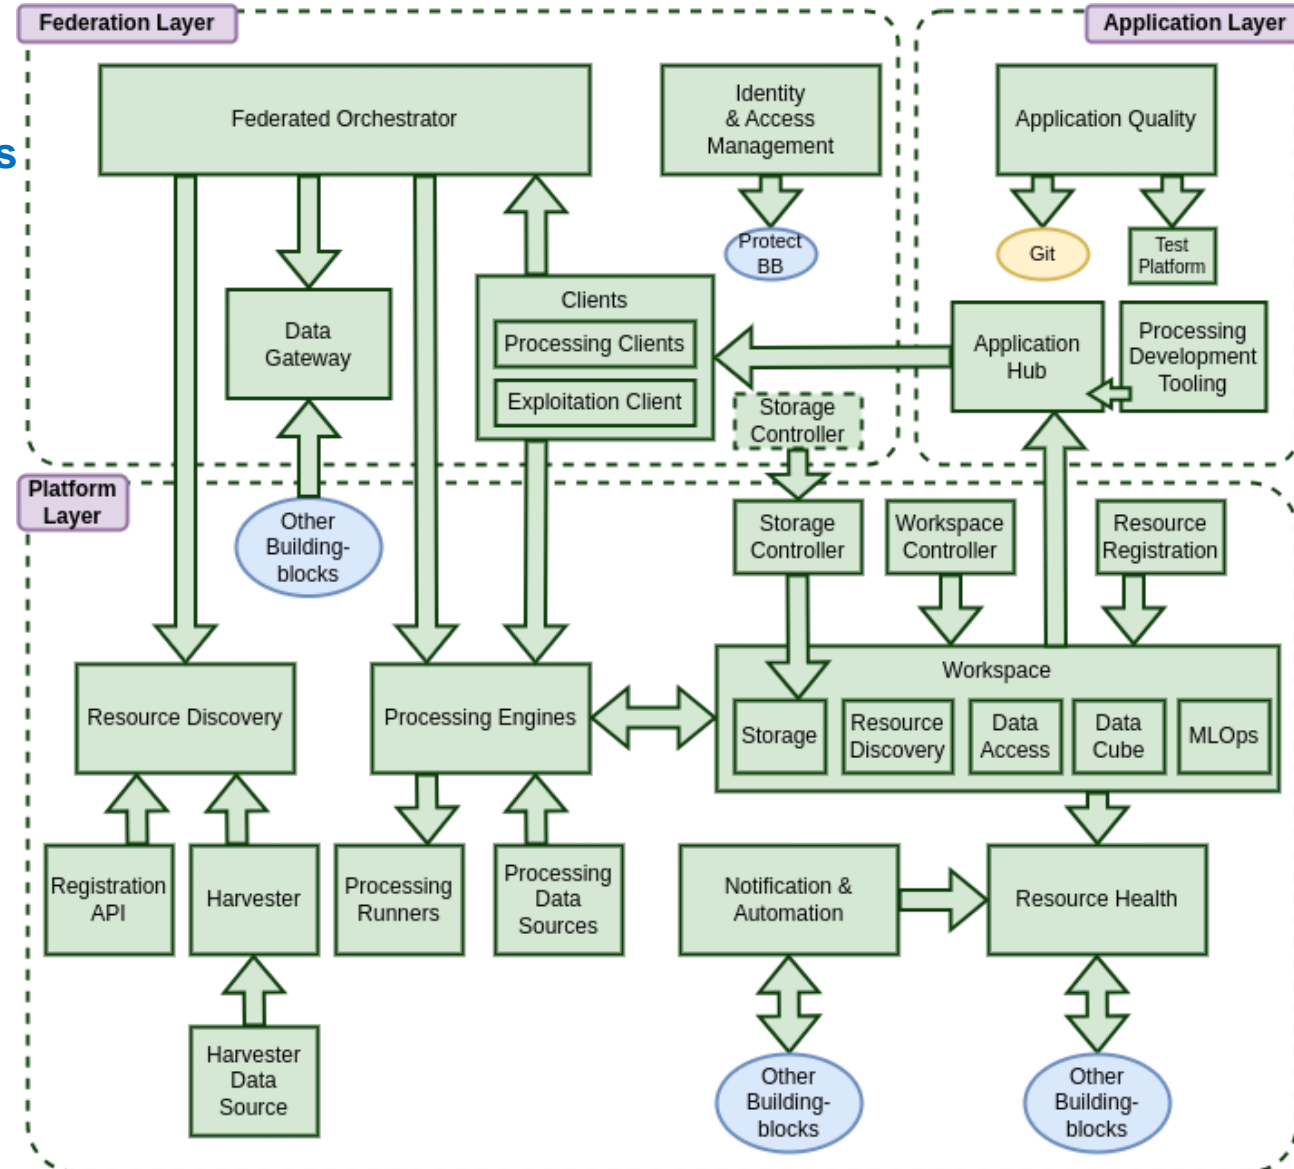 Federation Layer
Application Layer
s
Federated Orchestrator
Identity
& Access
Management
Application Quality
Protect
BB
Git
Test
Platform
Clients
Processing Clients
Exploitation Client
Data
Gateway
Application
Hub
Processing
Development
Tooling
Storage
Controller
Platform
Layer
Other
Building-
blocks
Storage
Controller
Workspace
Controller
Resource
Registration
Resource Discovery
Processing Engines
Workspace
Storage
Resource
Discovery
Data
Access
Data
Cube
MLOps
Registration
API
Harvester
Processing
Runners
Processing
Data
Sources
Notification &
Automation
Resource Health
Harvester
Data
Source
Other
Building-
blocks
Other
Building-
blocks